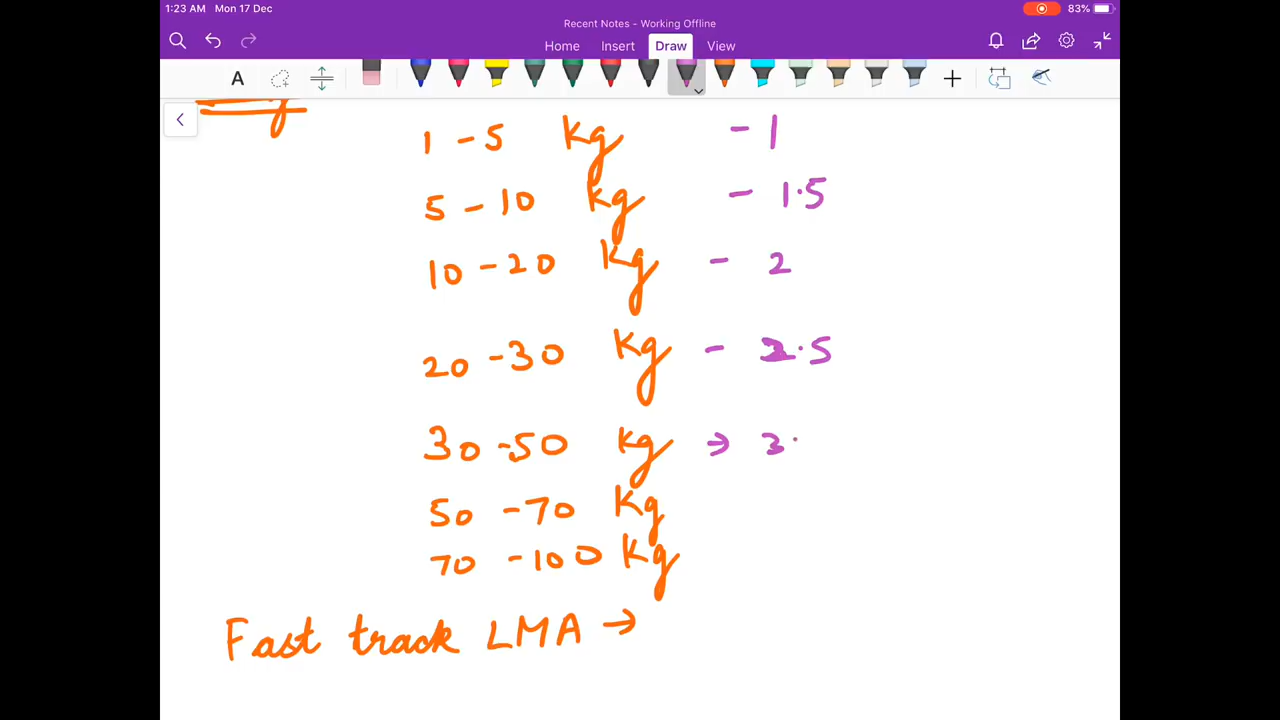 1:23 AM Mon 17 Dec
83%
Recent Notes - Working Offline
Home Insert Draw View
A
1 - 5 kg - 1
5 - 10 kg - 1.5
10 - 20 kg - 2
20 - 30 kg - 2.5
30 - 50 kg → 3.
50 - 70 kg
70 - 100 kg
Fast track LMA →